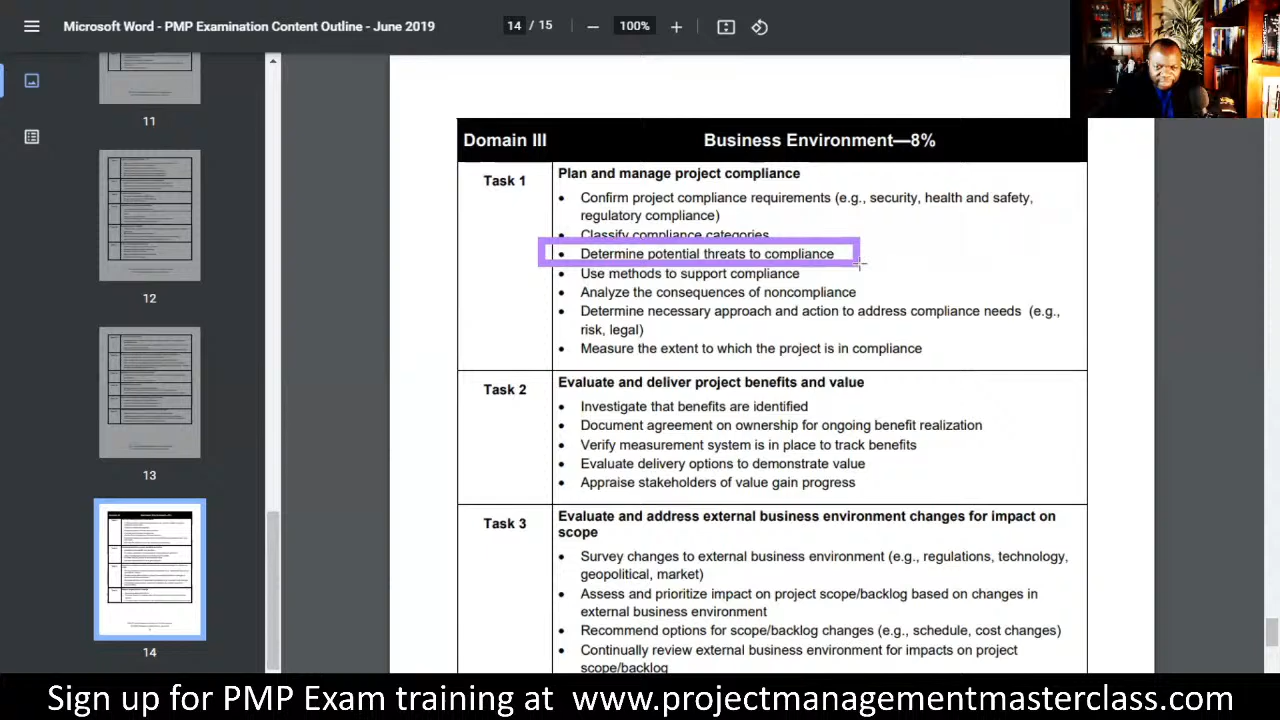 Microsoft Word - PMP Examination Content Outline - June 2019
14 / 15
100%
11
12
13
14
Domain III
Business Environment—8%
Task 1
Plan and manage project compliance
• Confirm project compliance requirements (e.g., security, health and safety,
regulatory compliance)
• Classify compliance categories
• Determine potential threats to compliance
• Use methods to support compliance
• Analyze the consequences of noncompliance
• Determine necessary approach and action to address compliance needs (e.g.,
risk, legal)
• Measure the extent to which the project is in compliance
Task 2
Evaluate and deliver project benefits and value
• Investigate that benefits are identified
• Document agreement on ownership for ongoing benefit realization
• Verify measurement system is in place to track benefits
• Evaluate delivery options to demonstrate value
• Appraise stakeholders of value gain progress
Task 3
Evaluate and address external business environment changes for impact on
scope
• Survey changes to external business environment (e.g., regulations, technology,
geopolitical, market)
• Assess and prioritize impact on project scope/backlog based on changes in
external business environment
• Recommend options for scope/backlog changes (e.g., schedule, cost changes)
• Continually review external business environment for impacts on project
scope/backlog
Sign up for PMP Exam training at www.projectmanagementmasterclass.com